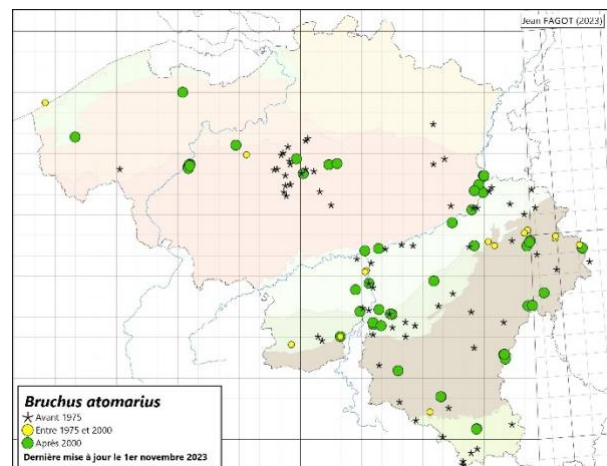 Jean FAGOT (2023)
Bruchus atomarius
Avant 1975
Entre 1975 et 2000
Après 2000
Dernière mise à jour le 1er novembre 2023